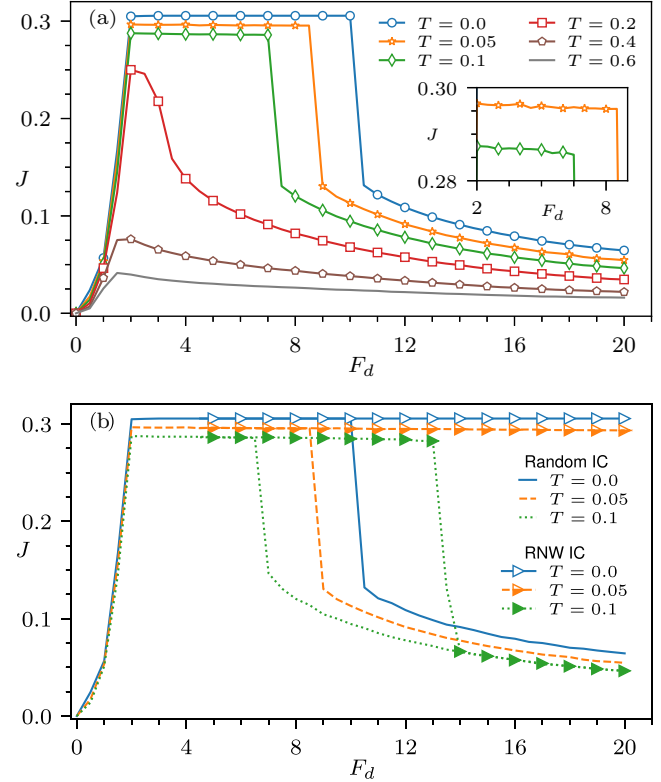 (a)
T = 0.0
T = 0.05
T = 0.1
T = 0.2
T = 0.4
T = 0.6
0.3
0.2
0.1
0.0
J
0.30
0.28
J
2
8
F_d
0 4 8 12 16 20
F_d
(b)
0.3
0.2
0.1
0.0
J
Random IC
T = 0.0
T = 0.05
T = 0.1
RNW IC
T = 0.0
T = 0.05
T = 0.1
0 4 8 12 16 20
F_d